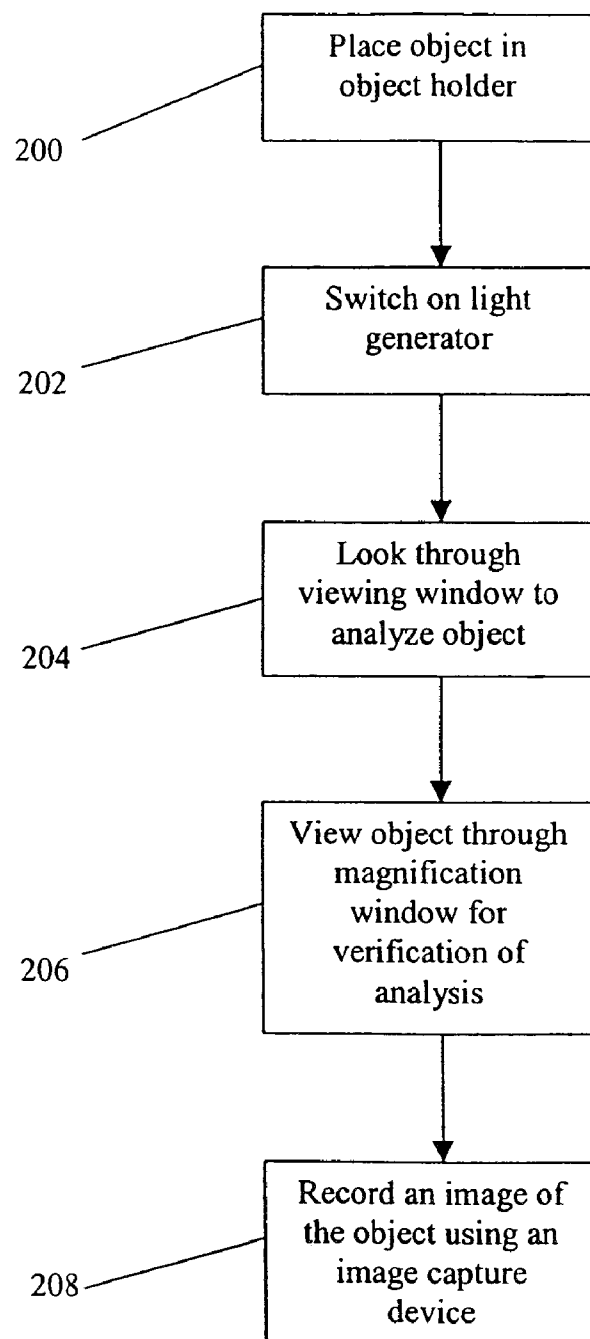 Place object in
object holder
200
Switch on light
generator
202
Look through
viewing window to
analyze object
204
View object through
magnification
window for
verification of
analysis
206
Record an image of
the object using an
image capture
device
208